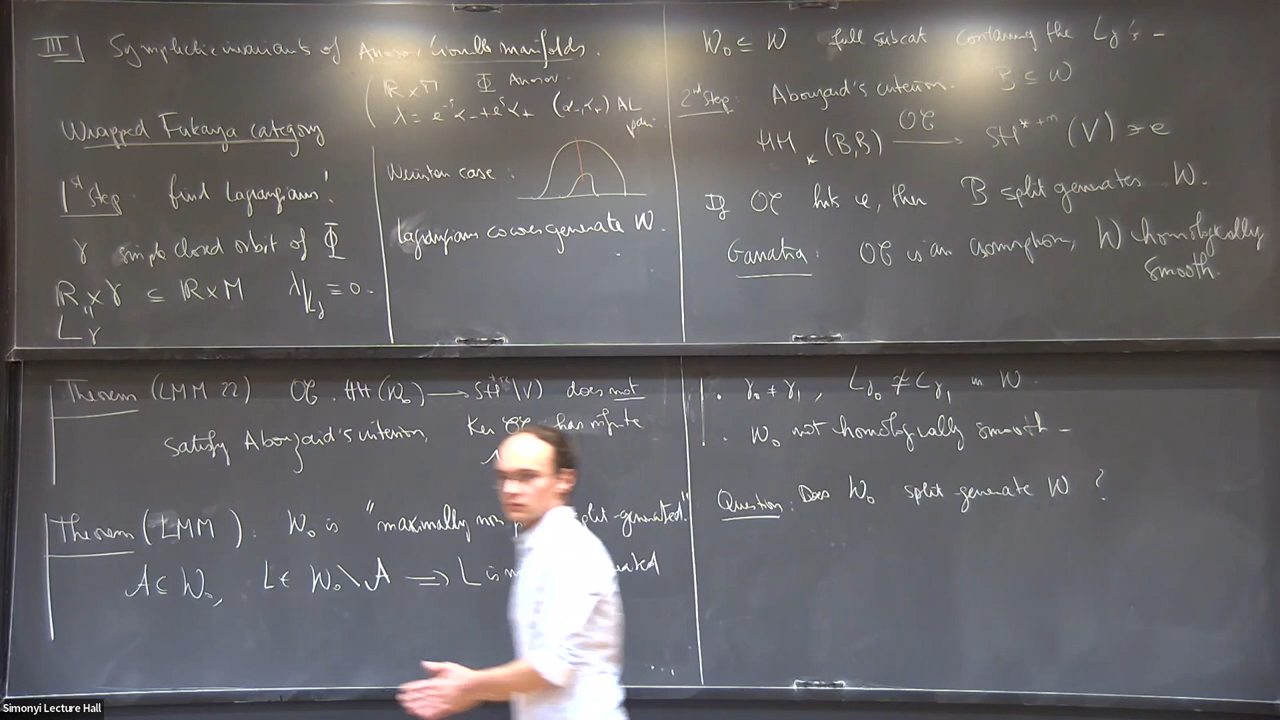 III Symplectic invariants of Anosov Liouville manifolds.
Wrapped Fukaya category
1st Step find Lagrangians!
γ simple closed orbit of Φ
ℝ × γ ⊆ ℝ × M λ|Lγ ≡ 0.
Lγ
ℝ × M Φ Anosov
λ = e^-s α- + e^s α+ (α-, α+) AL pair
Weinstein case:
Lagrangian cocores generate W.
W0 ⊆ W full subcat containing the Lγ's -
2nd Step: Abouzaid's criterion. B ⊆ W
HH* (B,B) OC → SH*+n (V) ∋ e
If OC hits e, then B split generates W.
Ganatra: OC is an isomorphism, W homologically
smooth.
Theorem (LMM 22) OC: HH(W0) → SH (V) does not
satisfy Abouzaid's criterion, Ker OC has infinite
Theorem (LMM): W0 is "maximally non split-generated."
A ⊆ W0, L ∈ W0 \ A ⟹ L is
. γ0 ≠ γ1, Lγ0 ≄ Lγ1 in W.
. W0 not homologically smooth -
Question: Does W0 split generate W ?
Simonyi Lecture Hall